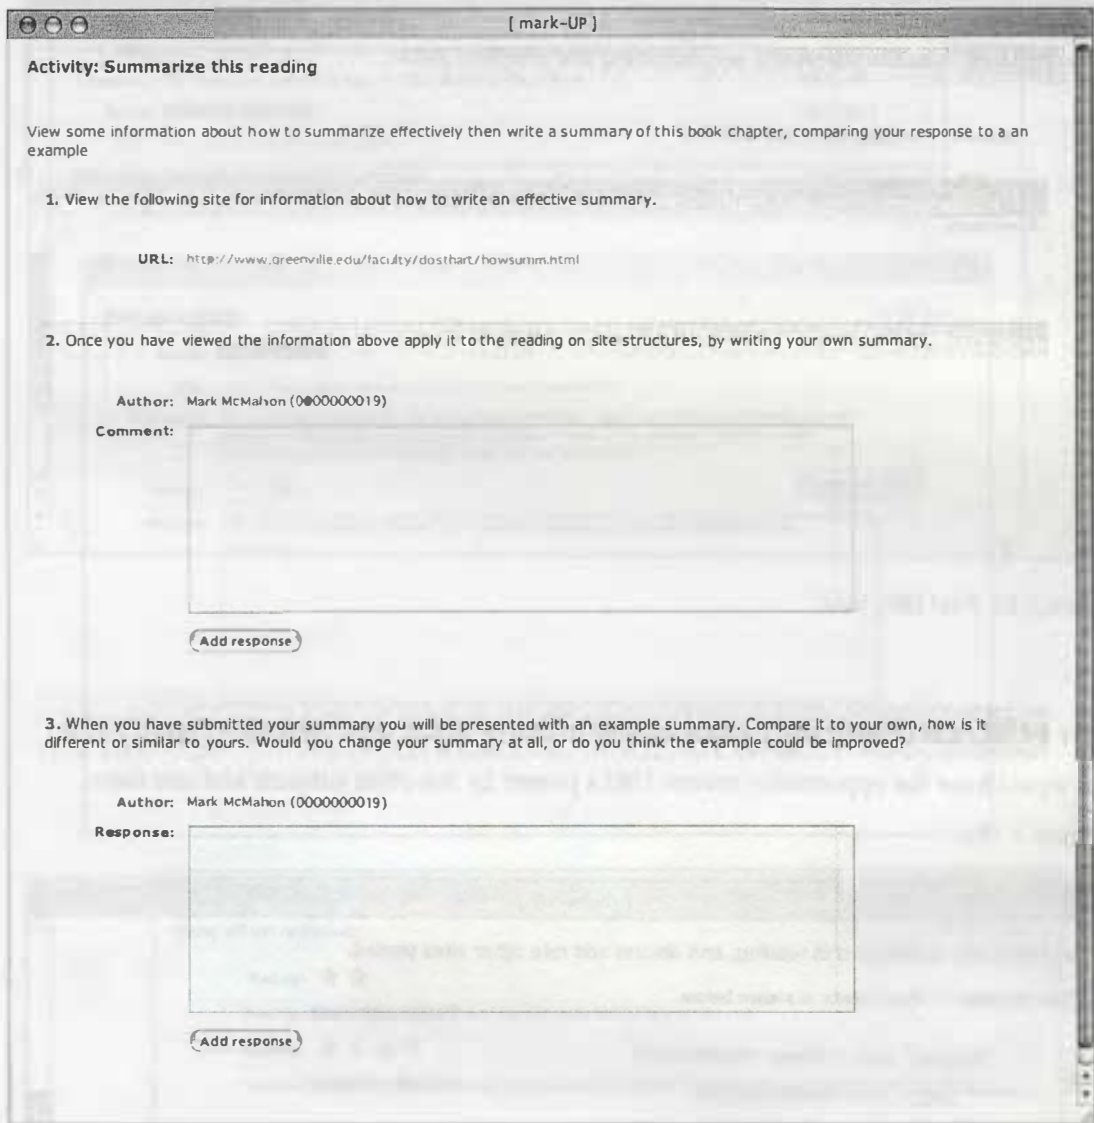 [ mark-UP ]
Activity: Summarize this reading
View some information about how to summarize effectively then write a summary of this book chapter, comparing your response to a an
example
1. View the following site for information about how to write an effective summary.
URL: http://www.greenville.edu/faculty/dosthart/howsumm.html
2. Once you have viewed the information above apply it to the reading on site structures, by writing your own summary.
Author: Mark McMahon (0000000019)
Comment:
Add response
3. When you have submitted your summary you will be presented with an example summary. Compare it to your own, how is it
different or similar to yours. Would you change your summary at all, or do you think the example could be improved?
Author: Mark McMahon (0000000019)
Response:
Add response